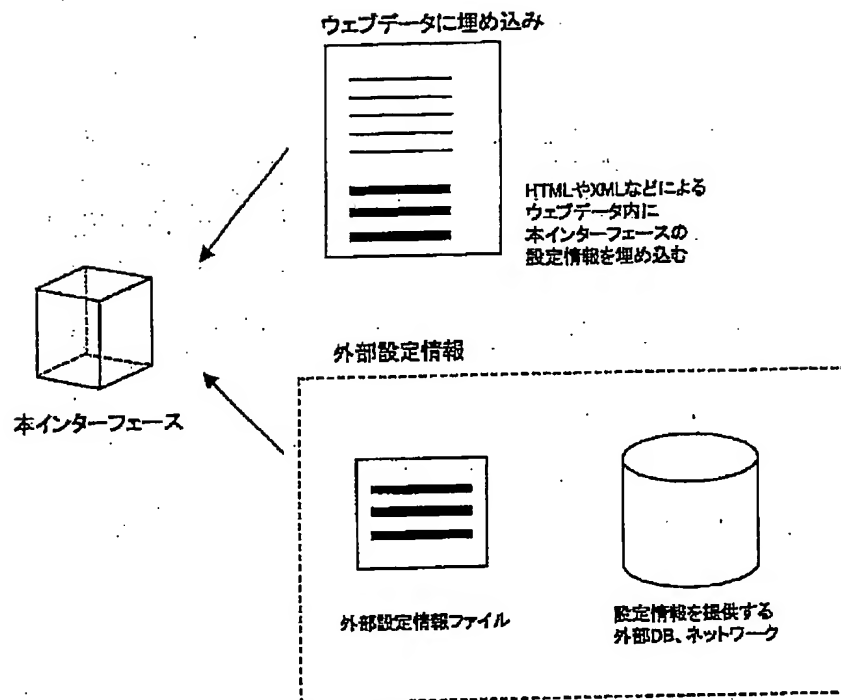 ウェブデータに埋め込み
HTMLやXMLなどによる
ウェブデータ内に
本インターフェースの
設定情報を埋め込む
本インターフェース
外部設定情報
外部設定情報ファイル
設定情報を提供する
外部DB、ネットワーク